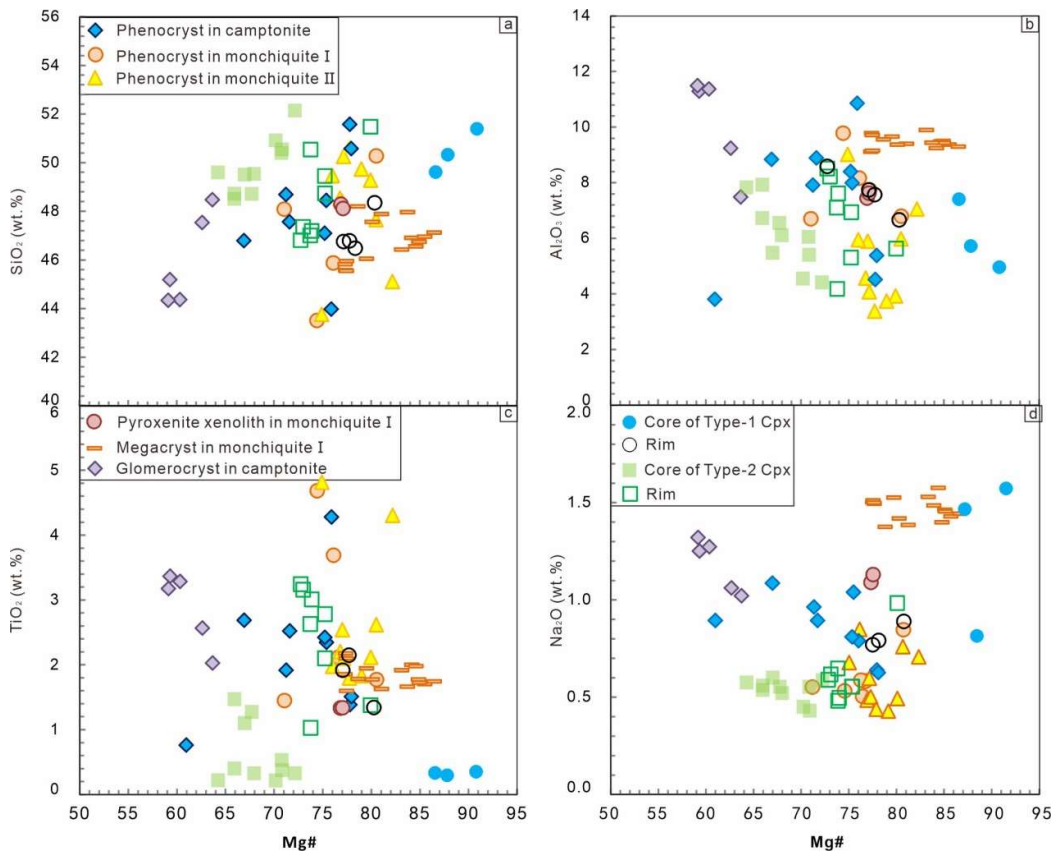 56
54
52
50
48
46
44
42
40
SiO₂ (wt.%)
a
Phenocryst in camptonite
Phenocryst in monchiquite I
Phenocryst in monchiquite II
14
12
10
8
6
4
2
0
Al₂O₃ (wt.%)
b
6
5
4
3
2
1
0
TiO₂ (wt.%)
c
Pyroxenite xenolith in monchiquite I
Megacryst in monchiquite I
Glomerocryst in camptonite
50 55 60 65 70 75 80 85 90 95
Mg#
2.0
1.5
1.0
0.5
0.0
Na₂O (wt.%)
d
Core of Type-1 Cpx
Rim
Core of Type-2 Cpx
Rim
50 55 60 65 70 75 80 85 90 95
Mg#